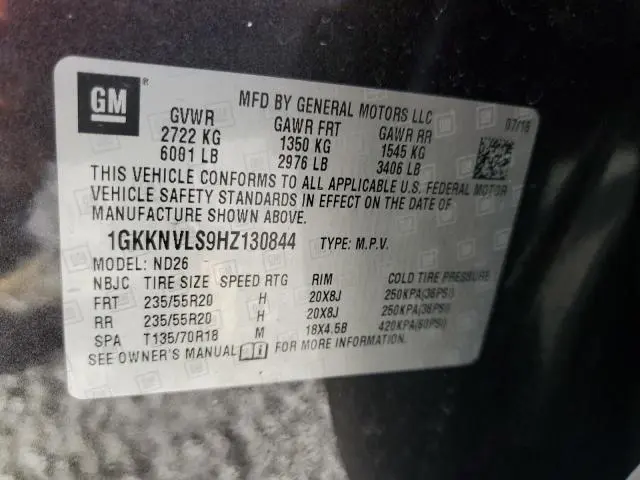 GM ®
MFD BY GENERAL MOTORS LLC 07/16
GVWR GAWR FRT GAWR RR
2722 KG 1350 KG 1545 KG
6001 LB 2976 LB 3406 LB
THIS VEHICLE CONFORMS TO ALL APPLICABLE U.S. FEDERAL MOTOR
VEHICLE SAFETY STANDARDS IN EFFECT ON THE DATE OF
MANUFACTURE SHOWN ABOVE.
1GKKNVLS9HZ130844 TYPE: M.P.V.
MODEL: ND26
NBJC TIRE SIZE SPEED RTG RIM COLD TIRE PRESSURE
FRT 235/55R20 H 20X8J 250KPA(36PSI)
RR 235/55R20 H 20X8J 250KPA(36PSI)
SPA T135/70R18 M 18X4.5B 420KPA(60PSI)
SEE OWNER'S MANUAL FOR MORE INFORMATION.